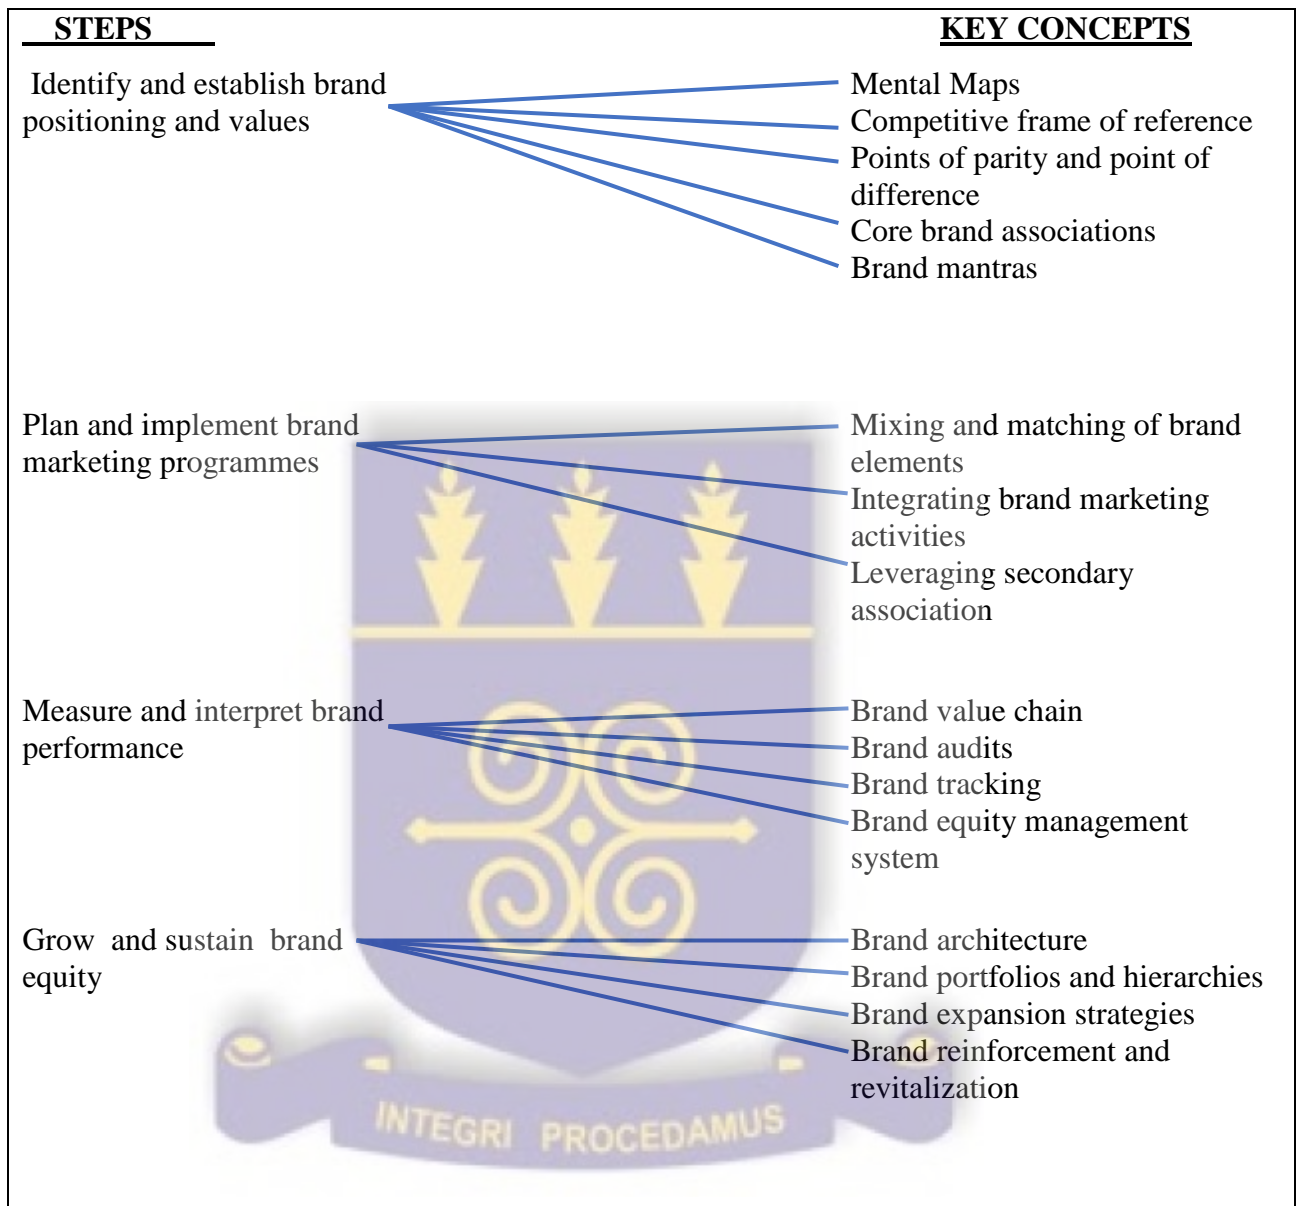 STEPS KEY CONCEPTS
Identify and establish brand
positioning and values
Mental Maps
Competitive frame of reference
Points of parity and point of
difference
Core brand associations
Brand mantras
Plan and implement brand
marketing programmes
Mixing and matching of brand
elements
Integrating brand marketing
activities
Leveraging secondary
association
Measure and interpret brand
performance
Brand value chain
Brand audits
Brand tracking
Brand equity management
system
Grow and sustain brand
equity
Brand architecture
Brand portfolios and hierarchies
Brand expansion strategies
Brand reinforcement and
revitalization
INTEGRI PROCEDAMUS